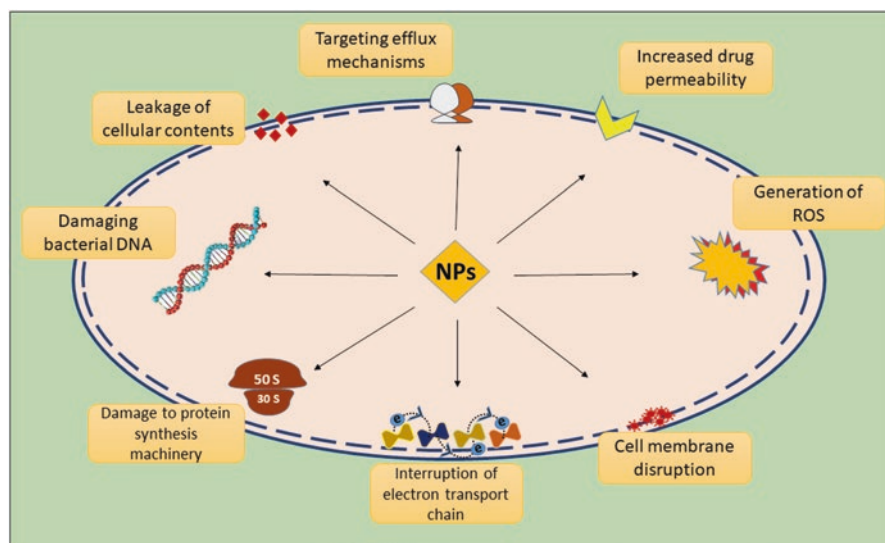 Targeting efflux
mechanisms
Increased drug
permeability
Leakage of
cellular contents
Generation of
ROS
Damaging
bacterial DNA
NPs
50 S
30 S
Damage to protein
synthesis
machinery
e
e
e
e
Interruption of
electron transport
chain
Cell membrane
disruption